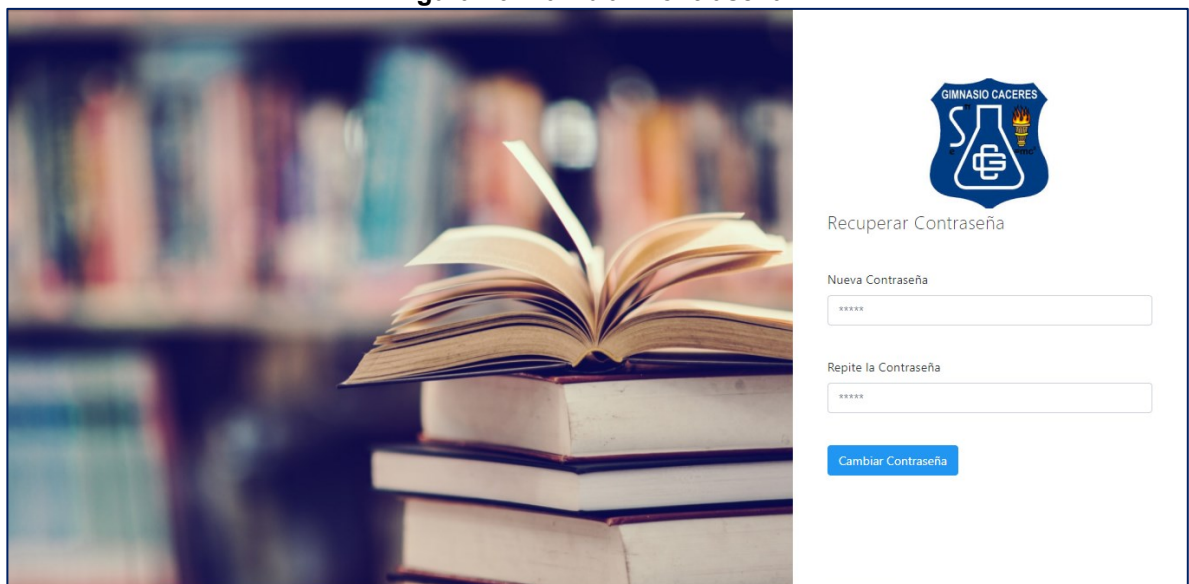 GIMNASIO CACERES
Recuperar Contraseña
Nueva Contraseña
*****
Repite la Contraseña
*****
Cambiar Contraseña